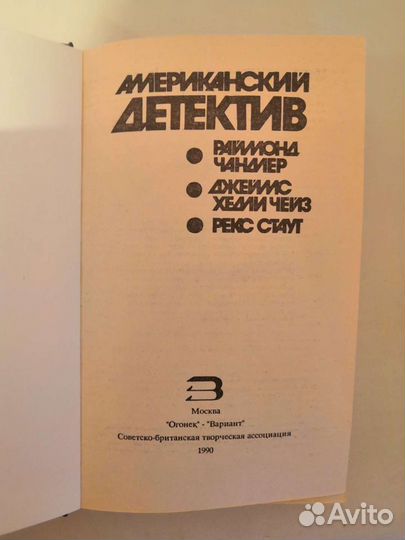 АМЕРИКАНСКИЙ
ДЕТЕКТИВ
РАЙМОНД
ЧАНДЛЕР
ДЖЕЙМС
ХЕДЛИ ЧЕЙЗ
РЕКС СТАУТ
Москва
"Огонек" - "Вариант"
Советско-британская творческая ассоциация
1990
Avito